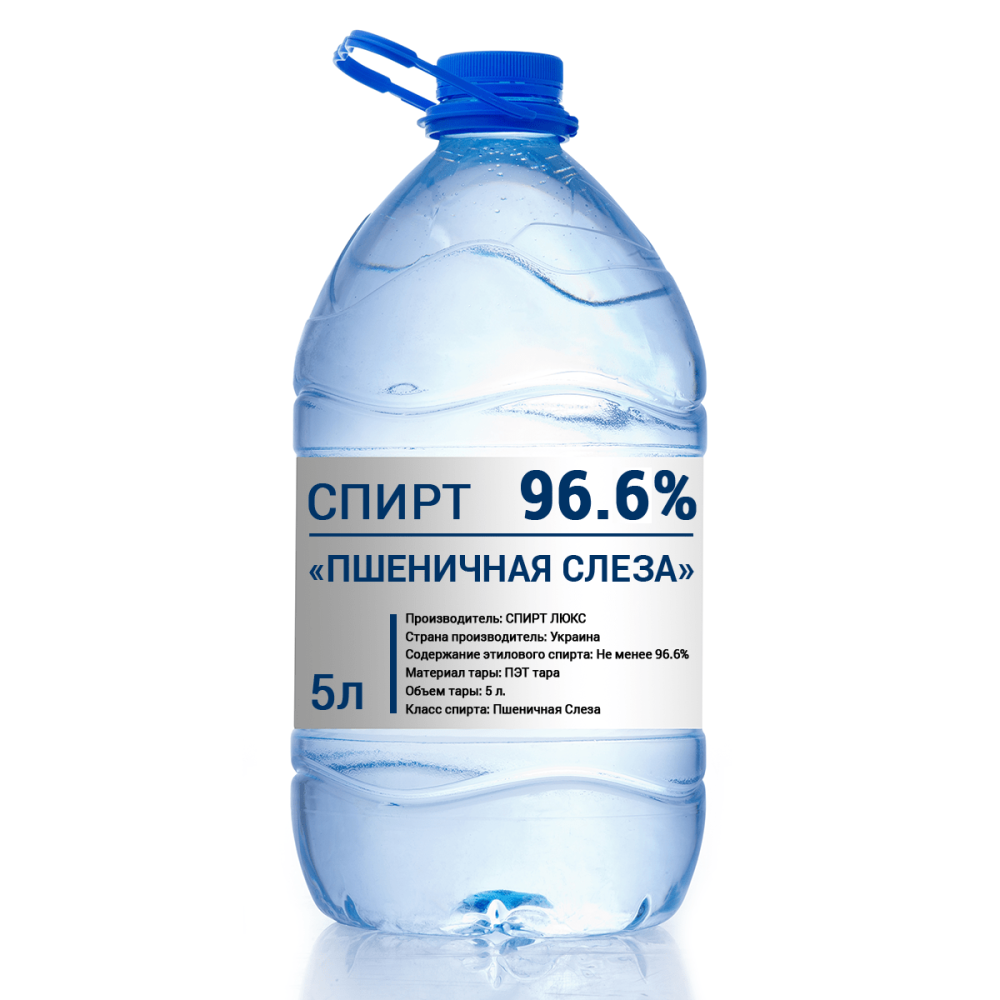 СПИРТ 96.6%
«ПШЕНИЧНАЯ СЛЕЗА»
Производитель: СПИРТ ЛЮКС
Страна производитель: Украина
Содержание этилового спирта: Не менее 96.6%
Материал тары: ПЭТ тара
Объем тары: 5 л.
Класс спирта: Пшеничная Слеза
5л